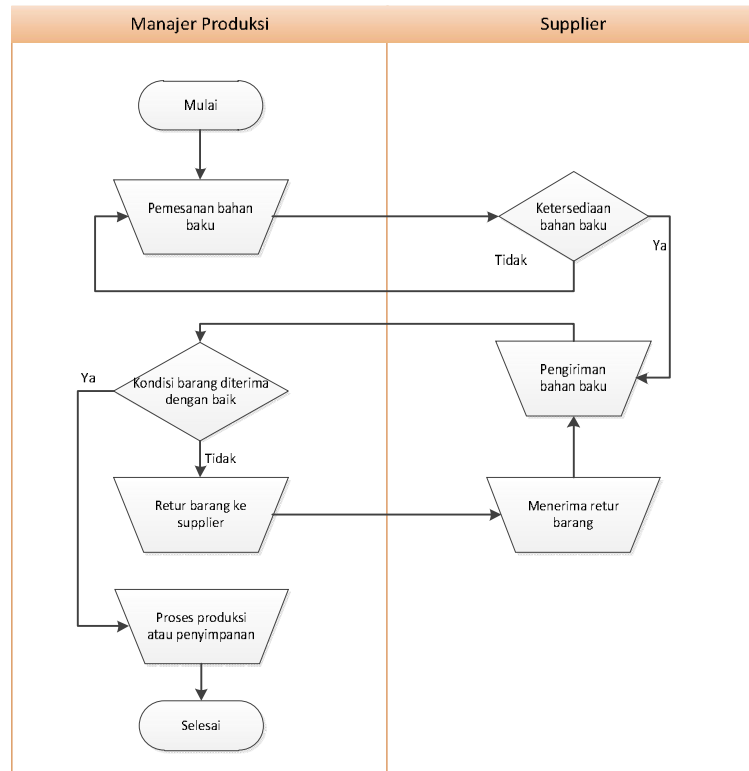 Manajer Produksi
Supplier
Mulai
Pemesanan bahan
baku
Ketersediaan
bahan baku
Ya
Tidak
Pengiriman
bahan baku
Ya
Kondisi barang diterima
dengan baik
Tidak
Retur barang ke
supplier
Menerima retur
barang
Proses produksi
atau penyimpanan
Selesai